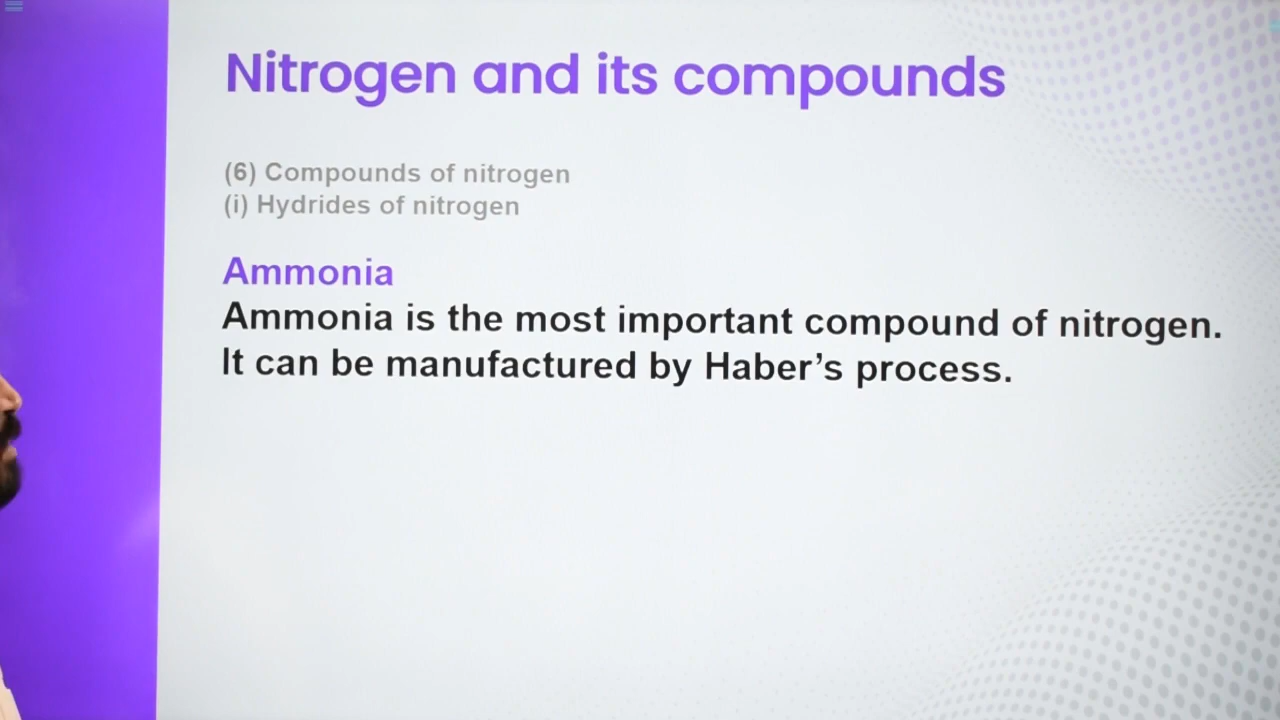 Nitrogen and its compounds
(6) Compounds of nitrogen
(i) Hydrides of nitrogen
Ammonia
Ammonia is the most important compound of nitrogen.
It can be manufactured by Haber’s process.